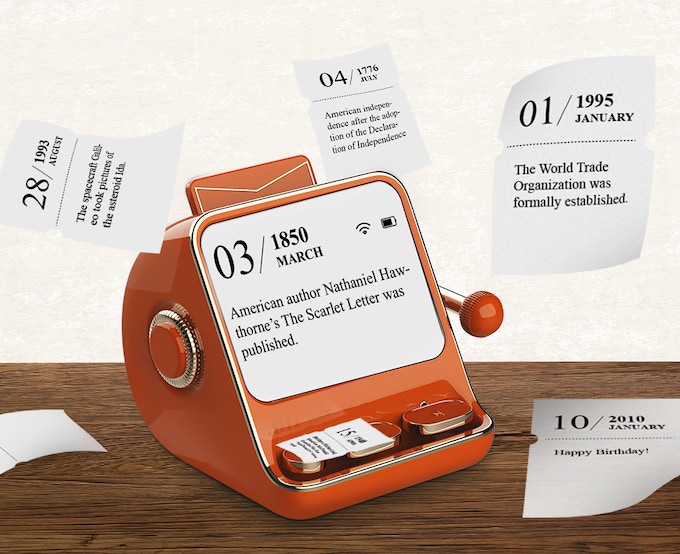 04/1776
JULY
American indepen-
dence after the adop-
tion of the Declara-
tion of Independence
01/1995
JANUARY
The World Trade
Organization was
formally established.
28/1993
AUGUST
The spacecraft Galil-
eo took pictures of
the asteroid Ida.
03/1850
MARCH
American author Nathaniel Haw-
thorne's The Scarlet Letter was
published.
15/
10/2010
JANUARY
Happy Birthday!